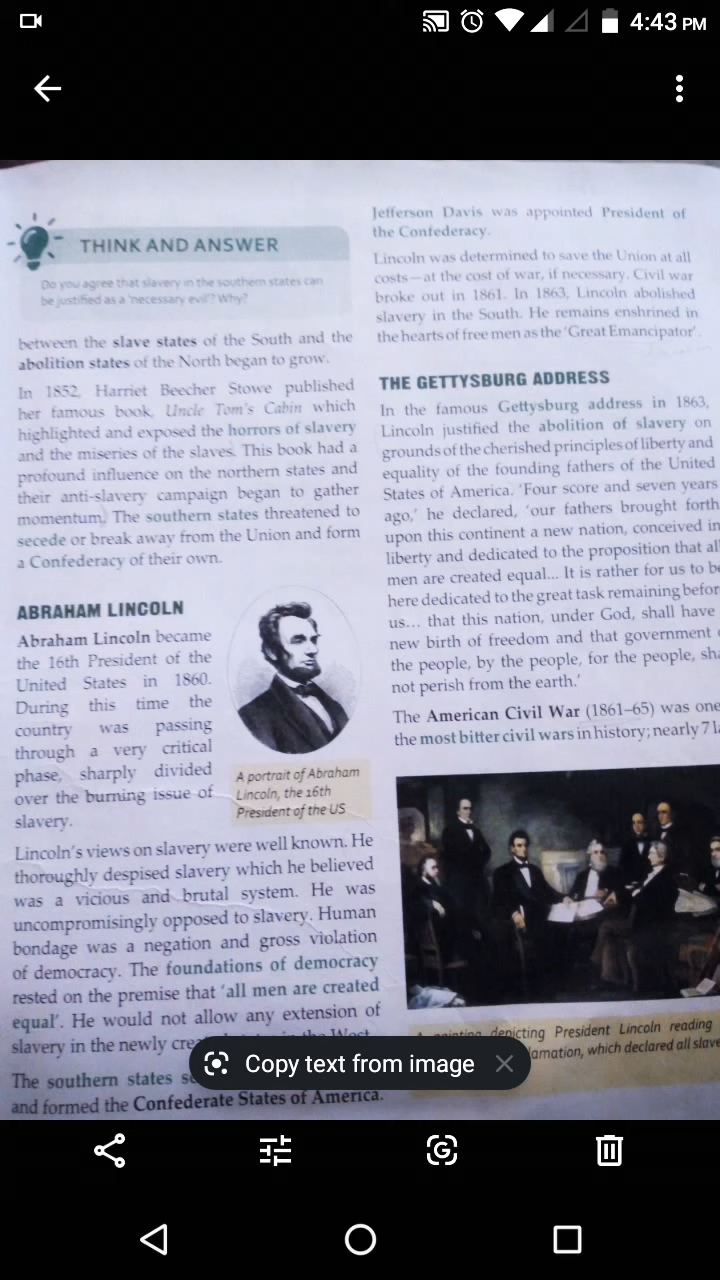 4:43 PM
THINK AND ANSWER
Do you agree that slavery in the southern states can
be justified as a 'necessary evil'? Why?
between the slave states of the South and the
abolition states of the North began to grow.
In 1852, Harriet Beecher Stowe published
her famous book, Uncle Tom's Cabin which
highlighted and exposed the horrors of slavery
and the miseries of the slaves. This book had a
profound influence on the northern states and
their anti-slavery campaign began to gather
momentum. The southern states threatened to
secede or break away from the Union and form
a Confederacy of their own.
ABRAHAM LINCOLN
Abraham Lincoln became
the 16th President of the
United States in 1860.
During this time the
country was passing
through a very critical
phase, sharply divided
over the burning issue of
slavery.
A portrait of Abraham
Lincoln, the 16th
President of the US
Lincoln's views on slavery were well known. He
thoroughly despised slavery which he believed
was a vicious and brutal system. He was
uncompromisingly opposed to slavery. Human
bondage was a negation and gross violation
of democracy. The foundations of democracy
rested on the premise that 'all men are created
equal'. He would not allow any extension of
slavery in the newly in the West
The southern states
and formed the Confederate States of America.
Jefferson Davis was appointed President of
the Confederacy.
Lincoln was determined to save the Union at all
costs—at the cost of war, if necessary. Civil war
broke out in 1861. In 1863, Lincoln abolished
slavery in the South. He remains enshrined in
the hearts of free men as the 'Great Emancipator'.
THE GETTYSBURG ADDRESS
In the famous Gettysburg address in 1863,
Lincoln justified the abolition of slavery on
grounds of the cherished principles of liberty and
equality of the founding fathers of the United
States of America. 'Four score and seven years
ago,' he declared, 'our fathers brought forth
upon this continent a new nation, conceived in
liberty and dedicated to the proposition that al
men are created equal... It is rather for us to be
here dedicated to the great task remaining befor
us... that this nation, under God, shall have
new birth of freedom and that government
the people, by the people, for the people, sha
not perish from the earth.'
The American Civil War (1861–65) was one
the most bitter civil wars in history; nearly 7
painting depicting President Lincoln reading
lamation, which declared all slave
Copy text from image